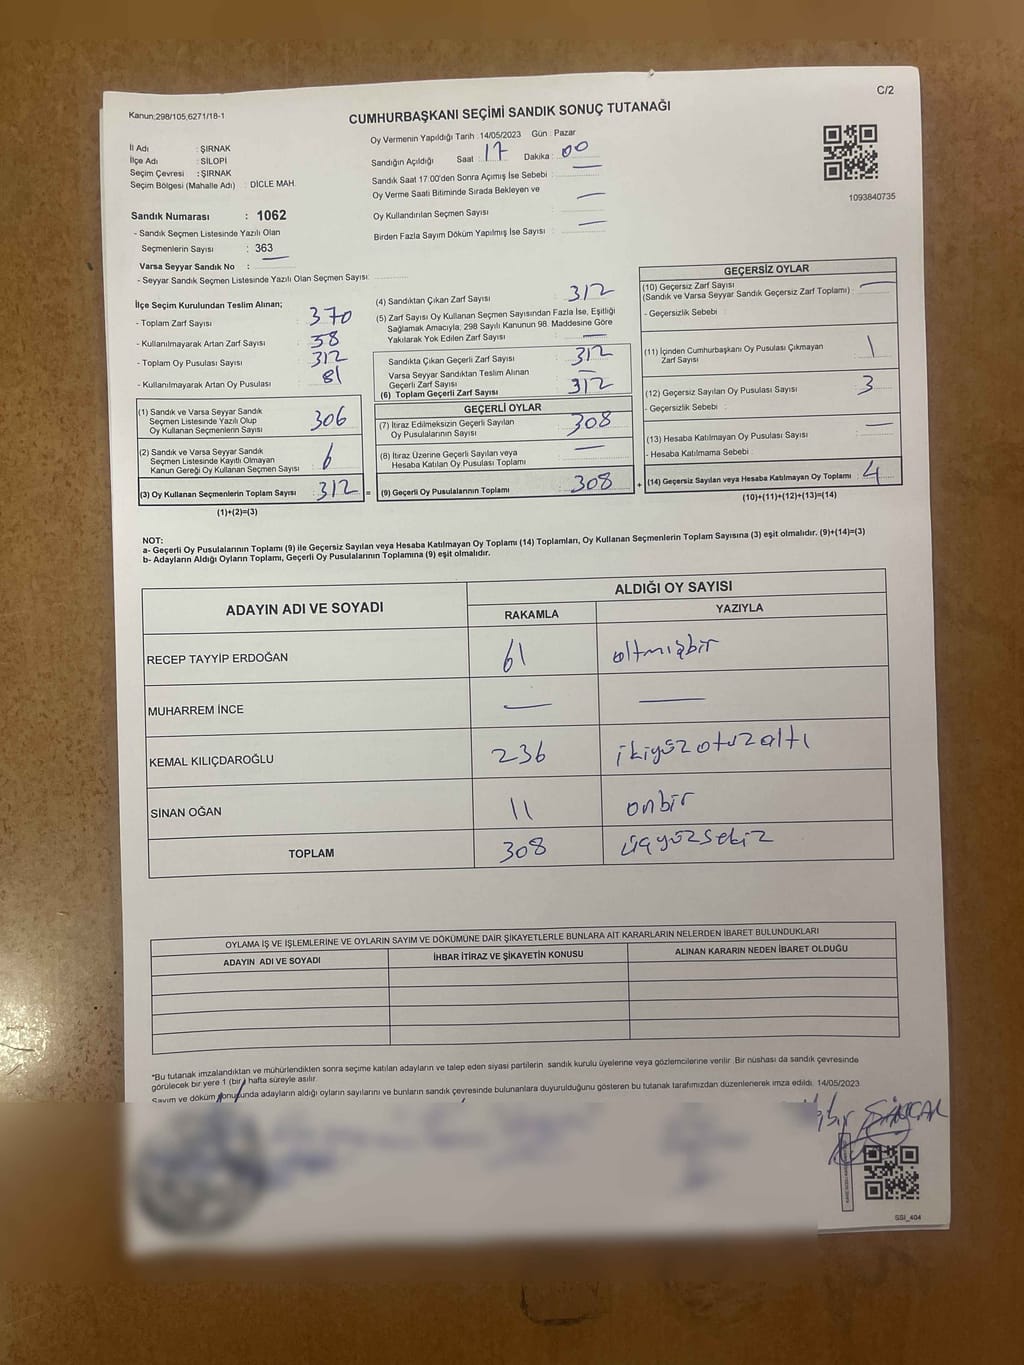 C/2
Kanun;298/105,6271/18-1
CUMHURBAŞKANI SEÇİMİ SANDIK SONUÇ TUTANAĞI
1093840735
İl Adı : ŞIRNAK
İlçe Adı : SİLOPİ
Seçim Çevresi : ŞIRNAK
Seçim Bölgesi (Mahalle Adı) : DİCLE MAH.
Sandık Numarası : 1062
- Sandık Seçmen Listesinde Yazılı Olan
Seçmenlerin Sayısı : 363
Varsa Seyyar Sandık No :
- Seyyar Sandık Seçmen Listesinde Yazılı Olan Seçmen Sayısı:
Oy Vermenin Yapıldığı Tarih :14/05/2023 Gün : Pazar
Sandığın Açıldığı Saat : 17 Dakika : 00
Sandık Saat 17:00'den Sonra Açımış İse Sebebi :
Oy Verme Saati Bitiminde Sırada Bekleyen ve —
Oy Kullandırılan Seçmen Sayısı
Birden Fazla Sayım Döküm Yapılmış İse Sayısı : —
İlçe Seçim Kurulundan Teslim Alınan;
- Toplam Zarf Sayısı : 370
- Kullanılmayarak Artan Zarf Sayısı : 58
- Toplam Oy Pusulası Sayısı : 312
- Kullanılmayarak Artan Oy Pusulası : 81
(1) Sandık ve Varsa Seyyar Sandık
Seçmen Listesinde Yazılı Olup
Oy Kullanan Seçmenlerin Sayısı : 306
(2) Sandık ve Varsa Seyyar Sandık
Seçmen Listesinde Kayıtlı Olmayan
Kanun Gereği Oy Kullanan Seçmen Sayısı : 6
(3) Oy Kullanan Seçmenlerin Toplam Sayısı : 312 =
(1)+(2)=(3)
(4) Sandıktan Çıkan Zarf Sayısı : 312
(5) Zarf Sayısı Oy Kullanan Seçmen Sayısından Fazla İse, Eşitliği
Sağlamak Amacıyla; 298 Sayılı Kanunun 98. Maddesine Göre
Yakılarak Yok Edilen Zarf Sayısı : —
Sandıkta Çıkan Geçerli Zarf Sayısı : 312
Varsa Seyyar Sandıktan Teslim Alınan
Geçerli Zarf Sayısı : —
(6) Toplam Geçerli Zarf Sayısı : 312
GEÇERLİ OYLAR
(7) İtiraz Edilmeksizin Geçerli Sayılan
Oy Pusulalarının Sayısı : 308
(8) İtiraz Üzerine Geçerli Sayılan veya
Hesaba Katılan Oy Pusulası Toplamı : —
(9) Geçerli Oy Pusulalarının Toplamı : 308 +
GEÇERSİZ OYLAR
(10) Geçersiz Zarf Sayısı
(Sandık ve Varsa Seyyar Sandık Geçersiz Zarf Toplamı) : —
- Geçersizlik Sebebi :
(11) İçinden Cumhurbaşkanı Oy Pusulası Çıkmayan
Zarf Sayısı : 1
(12) Geçersiz Sayılan Oy Pusulası Sayısı : 3
- Geçersizlik Sebebi :
(13) Hesaba Katılmayan Oy Pusulası Sayısı : —
- Hesaba Katılmama Sebebi :
(14) Geçersiz Sayılan veya Hesaba Katılmayan Oy Toplamı : 4
(10)+(11)+(12)+(13)=(14)
NOT:
a- Geçerli Oy Pusulalarının Toplamı (9) ile Geçersiz Sayılan veya Hesaba Katılmayan Oy Toplamı (14) Toplamları, Oy Kullanan Seçmenlerin Toplam Sayısına (3) eşit olmalıdır. (9)+(14)=(3)
b- Adayların Aldığı Oyların Toplamı, Geçerli Oy Pusulalarının Toplamına (9) eşit olmalıdır.
ADAYIN ADI VE SOYADI ALDIĞI OY SAYISI
RAKAMLA YAZIYLA
RECEP TAYYİP ERDOĞAN 61 altmışbir
MUHARREM İNCE — —
KEMAL KILIÇDAROĞLU 236 ikiyüzotuzaltı
SİNAN OĞAN 11 onbir
TOPLAM 308 üçyüzsekiz
OYLAMA İŞ VE İŞLEMLERİNE VE OYLARIN SAYIM VE DÖKÜMÜNE DAİR ŞİKAYETLERLE BUNLARA AİT KARARLARIN NELERDEN İBARET BULUNDUKLARI
ADAYIN ADI VE SOYADI İHBAR İTİRAZ VE ŞİKAYETİN KONUSU ALINAN KARARIN NEDEN İBARET OLDUĞU
"Bu tutanak imzalandıktan ve mühürlendikten sonra seçime katılan adayların ve talep eden siyasi partilerin sandık kurulu üyelerine veya gözlemcilerine verilir .Bir nüshası da sandık çevresinde
görülecek bir yere 1 (bir) hafta süreyle asılır.
Sayım ve döküm sonucunda adayların aldığı oyların sayılarını ve bunların sandık çevresinde bulunanlara duyurulduğunu gösteren bu tutanak tarafımızdan düzenlenerek imza edildi. 14/05/2023
SSI_404